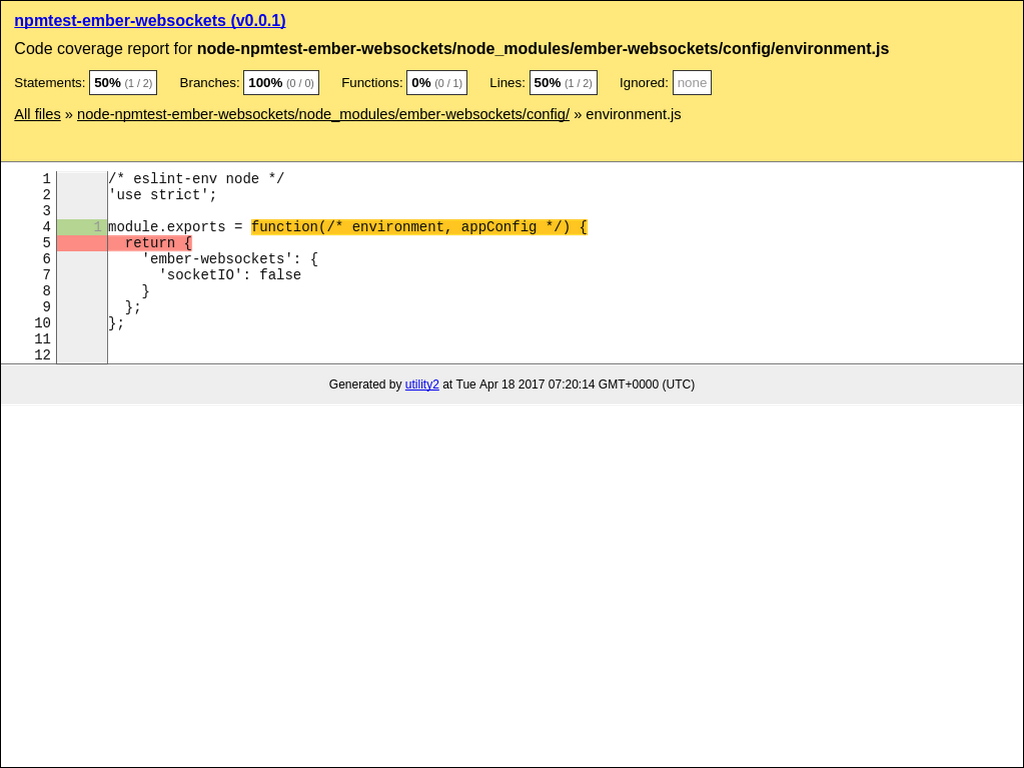 npmtest-ember-websockets (v0.0.1)
Code coverage report for node-npmtest-ember-websockets/node_modules/ember-websockets/config/environment.js
Statements: 50% (1 / 2) Branches: 100% (0 / 0) Functions: 0% (0 / 1) Lines: 50% (1 / 2) Ignored: none
All files » node-npmtest-ember-websockets/node_modules/ember-websockets/config/ » environment.js
1 /* eslint-env node */
2 'use strict';
3
4 1 module.exports = function(/* environment, appConfig */) {
5   return {
6     'ember-websockets': {
7       'socketIO': false
8     }
9   };
10 };
11
12
Generated by utility2 at Tue Apr 18 2017 07:20:14 GMT+0000 (UTC)